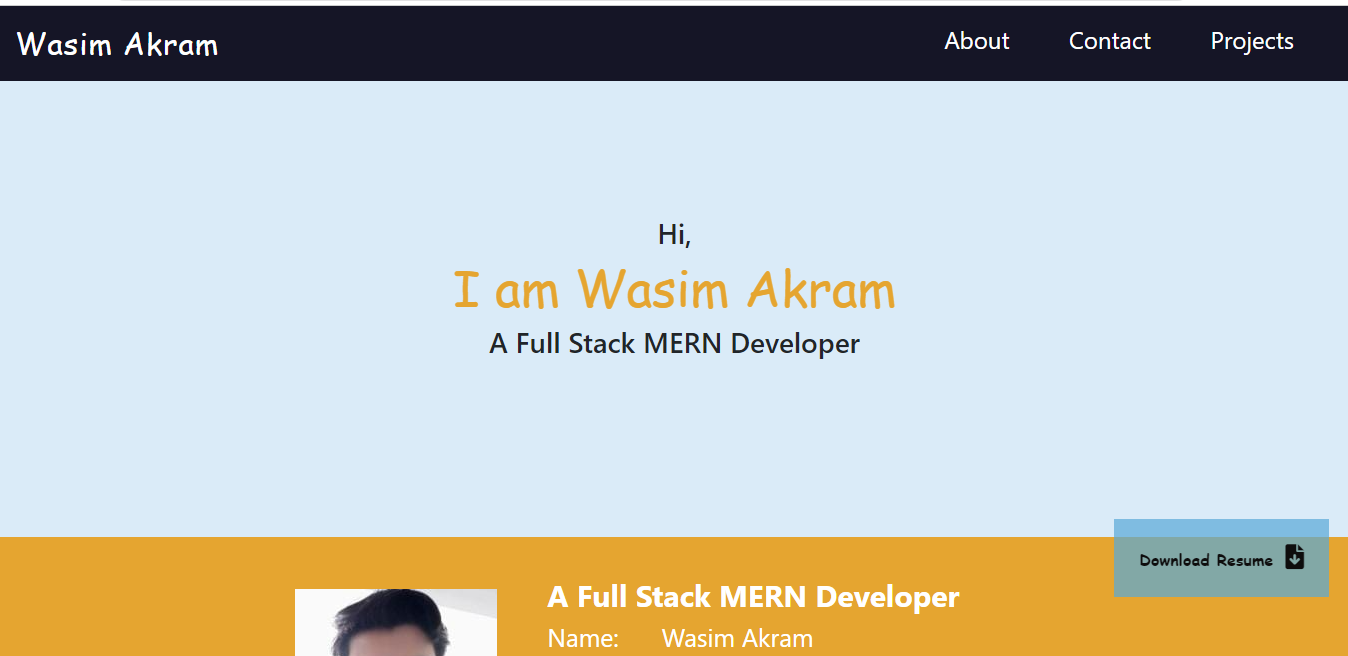 Wasim Akram
About Contact Projects
Hi,
I am Wasim Akram
A Full Stack MERN Developer
Download Resume
A Full Stack MERN Developer
Name: Wasim Akram